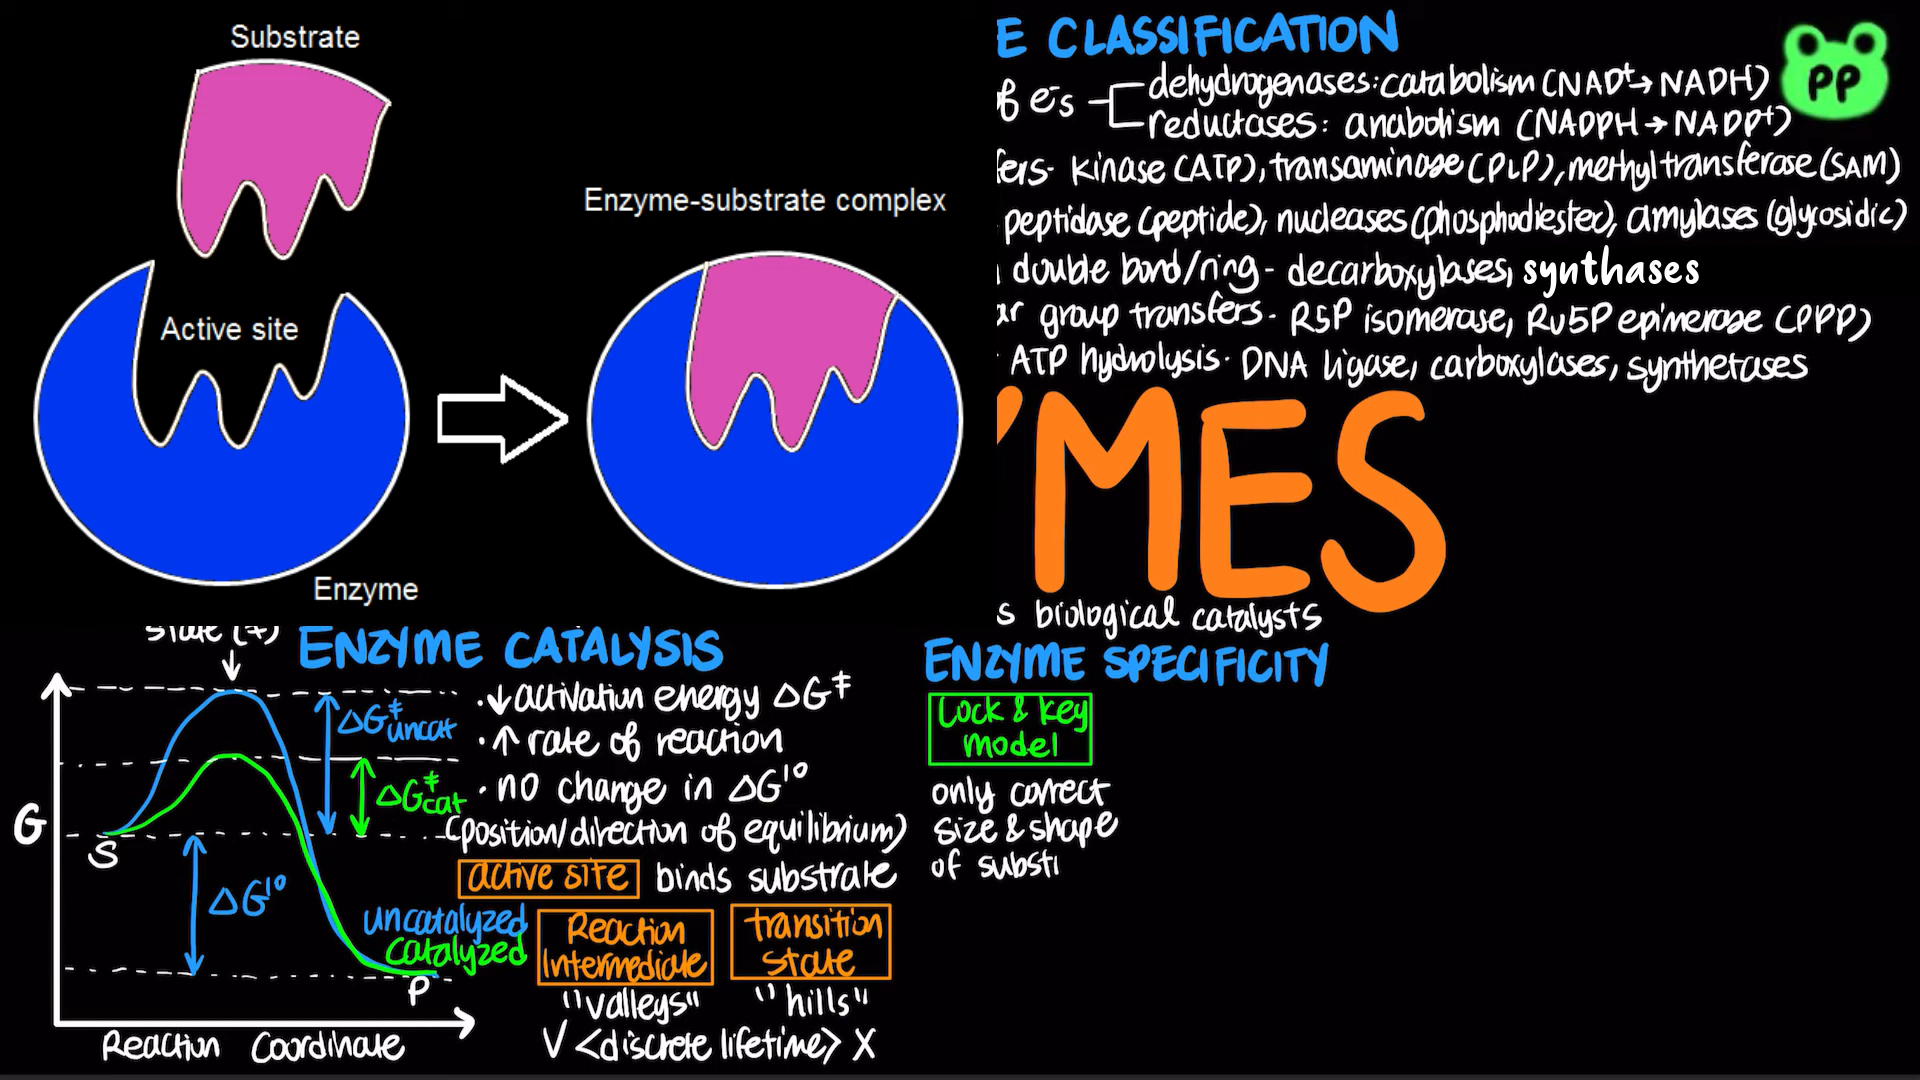 Substrate
Active site
Enzyme
Enzyme-substrate complex
E CLASSIFICATION
PP
of e⁻s
dehydrogenases: catabolism (NAD⁺→ NADH)
reductases: anabolism (NADPH → NADP⁺)
fers- kinase (ATP), transaminase (PLP), methyltransferase (SAM)
peptidase (peptide), nucleases (phosphodiester), amylases (glycosidic)
double bond/ring - decarboxylases, synthases
ar group transfers - R5P isomerase, Ru5P epimerase (PPP)
ATP hydrolysis - DNA ligase, carboxylases, synthetases
YMES
s biological catalysts
state (‡)
ENZYME CATALYSIS
· ↓ activation energy ΔG‡
· ↑ rate of reaction
· no change in ΔG'°
(position/direction of equilibrium)
active site binds substrate
Reaction Intermediate
"valleys"
transition state
"hills"
V <discrete lifetime> X
G
S
ΔG‡uncat
ΔG‡cat
ΔG'°
uncatalyzed
catalyzed
P
Reaction Coordinate
ENZYME SPECIFICITY
Lock & key
model
only correct
size & shape
of subst